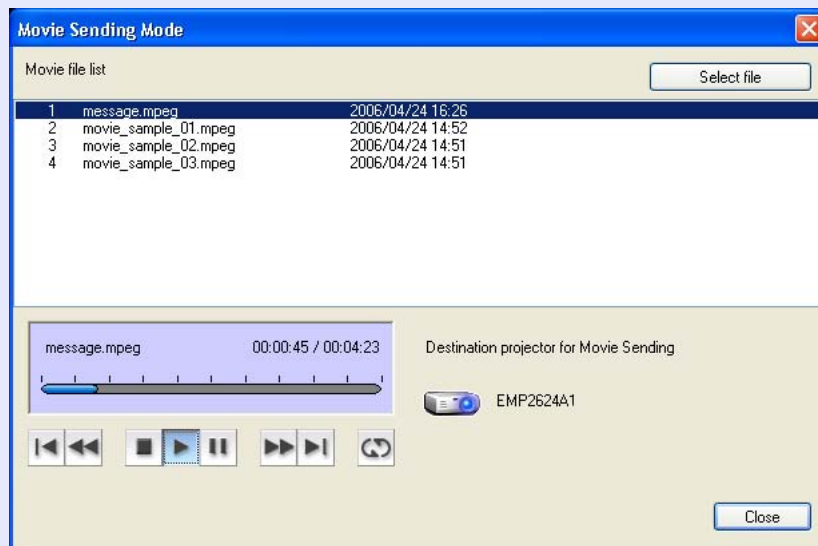 Movie Sending Mode
Movie file list
Select file
1 message.mpeg 2006/04/24 16:26
2 movie_sample_01.mpeg 2006/04/24 14:52
3 movie_sample_02.mpeg 2006/04/24 14:51
4 movie_sample_03.mpeg 2006/04/24 14:51
message.mpeg 00:00:45 / 00:04:23
Destination projector for Movie Sending
EMP2624A1
Close